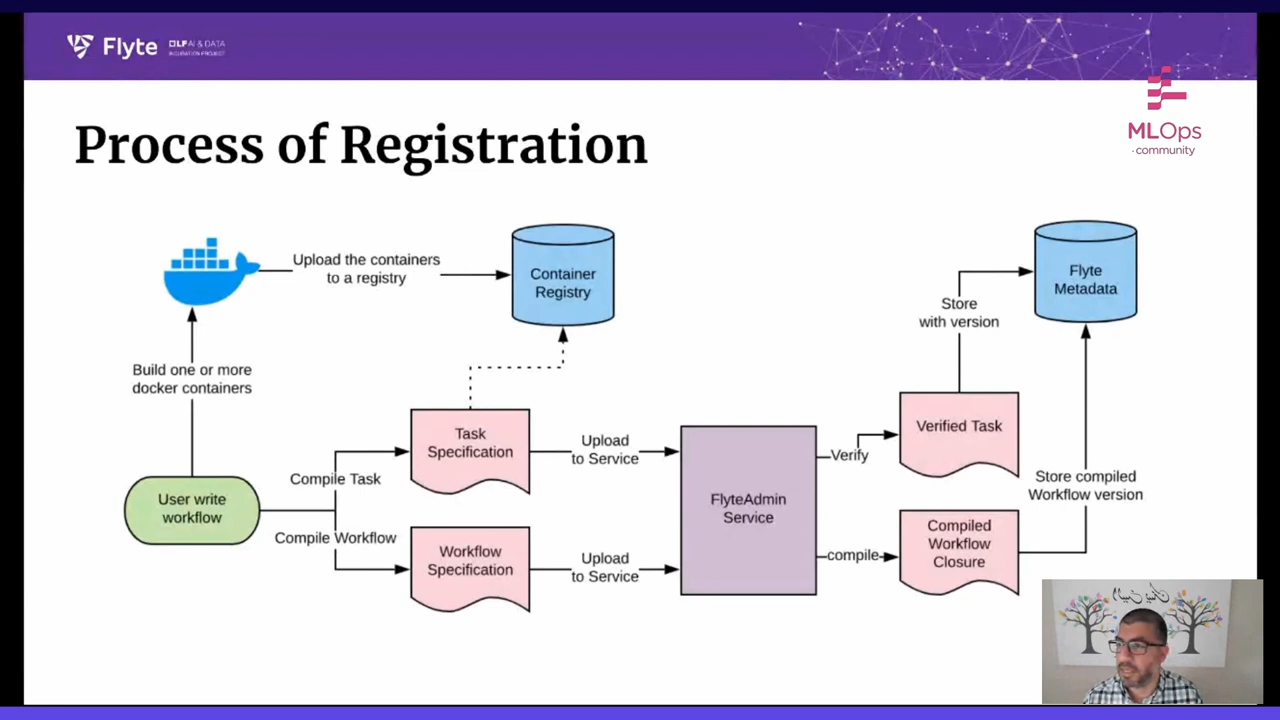 Flyte
LF AI & DATA
INCUBATION PROJECT
MLOps
community
Process of Registration
Upload the containers
to a registry
Container
Registry
Flyte
Metadata
Store
with version
Build one or more
docker containers
Task
Specification
Upload
to Service
Verify
Verified Task
Compile Task
User write
workflow
FlyteAdmin
Service
Store compiled
Workflow version
Compile Workflow
Workflow
Specification
Upload
to Service
compile
Compiled
Workflow
Closure